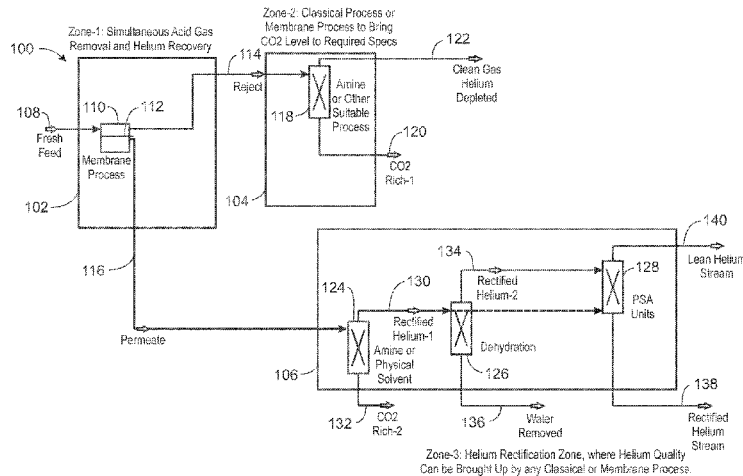 100
Zone-1: Simultaneous Acid Gas
Removal and Helium Recovery
Zone-2: Classical Process or
Membrane Process to Bring
CO2 Level to Required Specs
108
Fresh
Feed
110
112
Membrane
Process
102
114
Reject
118
Amine
or Other
Suitable
Process
104
122
Clean Gas
Helium
Depleted
120
CO2
Rich-1
116
Permeate
106
124
Amine or
Physical
Solvent
130
Rectified
Helium-1
132
CO2
Rich-2
134
Rectified
Helium-2
Dehydration
126
136
Water
Removed
128
PSA
Units
140
Lean Helium
Stream
138
Rectified
Helium
Stream
Zone-3: Helium Rectification Zone, where Helium Quality
Can be Brought Up by any Classical or Membrane Process.